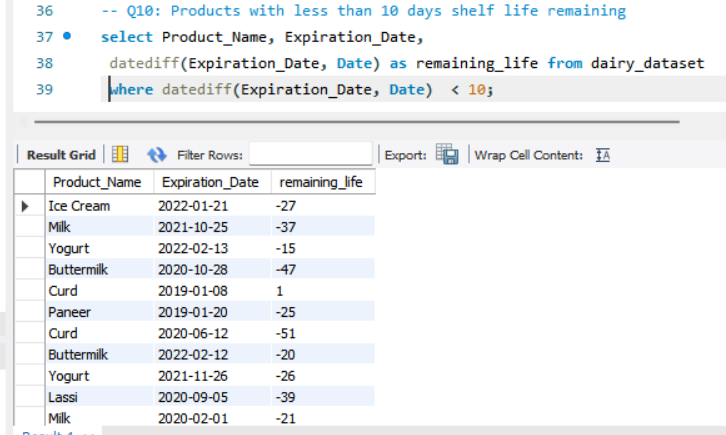 36 -- Q10: Products with less than 10 days shelf life remaining
37 select Product_Name, Expiration_Date,
38 datediff(Expiration_Date, Date) as remaining_life from dairy_dataset
39 where datediff(Expiration_Date, Date) < 10;
Result Grid Filter Rows: Export: Wrap Cell Content: IA
Product_Name Expiration_Date remaining_life
Ice Cream 2022-01-21 -27
Milk 2021-10-25 -37
Yogurt 2022-02-13 -15
Buttermilk 2020-10-28 -47
Curd 2019-01-08 1
Paneer 2019-01-20 -25
Curd 2020-06-12 -51
Buttermilk 2022-02-12 -20
Yogurt 2021-11-26 -26
Lassi 2020-09-05 -39
Milk 2020-02-01 -21